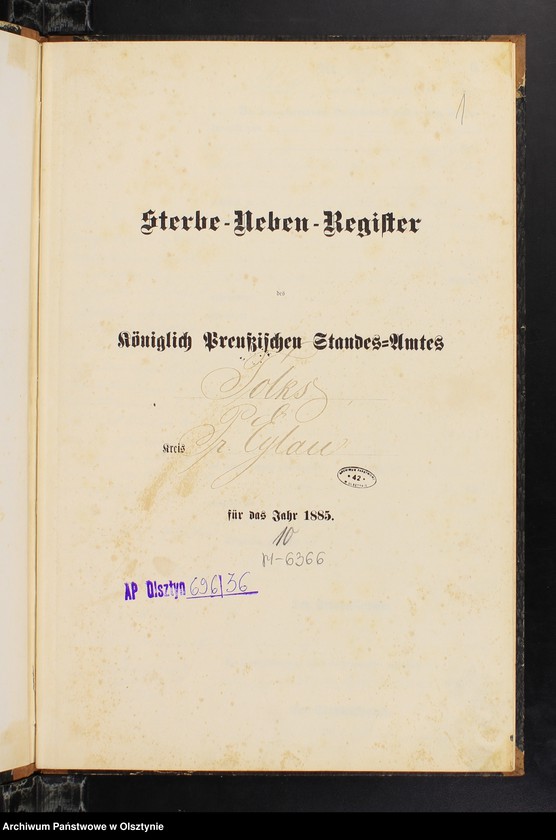 1
Sterbe-Neben-Register
des
Königlich Preußischen Standes-Amtes
Tolks
Kreis Pr. Eylau
42
für das Jahr 1885.
10
M-6366
AP Olsztyn 696/36
Archiwum Państwowe w Olsztynie